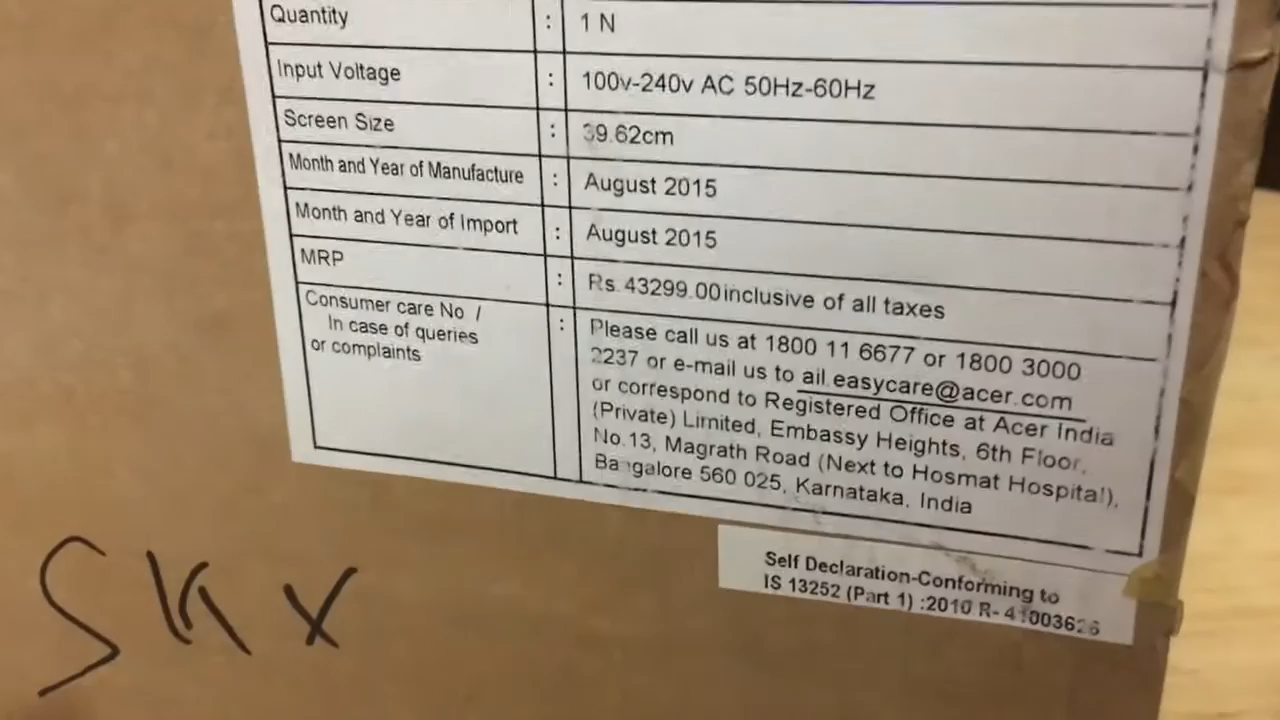 Quantity : 1 N
Input Voltage : 100v-240v AC 50Hz-60Hz
Screen Size : 39.62cm
Month and Year of Manufacture : August 2015
Month and Year of Import : August 2015
MRP : Rs. 43299.00 inclusive of all taxes
Consumer care No / : Please call us at 1800 11 6677 or 1800 3000
In case of queries 2237 or e-mail us to ail.easycare@acer.com
or complaints or correspond to Registered Office at Acer India
(Private) Limited, Embassy Heights, 6th Floor,
No.13, Magrath Road (Next to Hosmat Hospital),
Bangalore 560 025, Karnataka, India
Self Declaration-Conforming to
IS 13252 (Part 1) :2010 R- 41003626
SKX